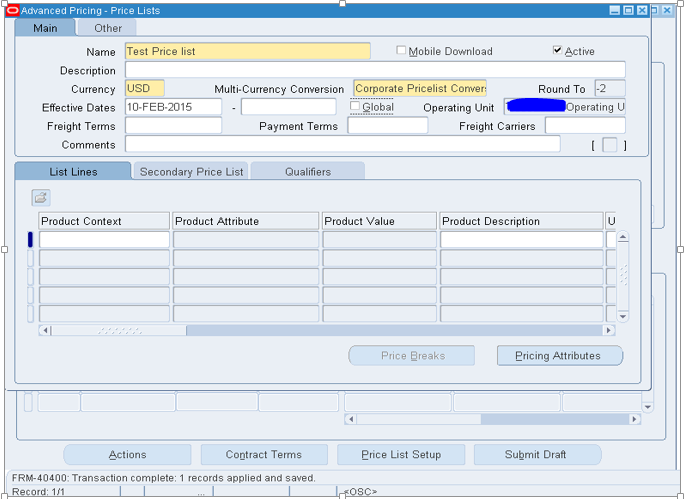 Advanced Pricing - Price Lists
Main Other
Name Test Price list Mobile Download Active
Description
Currency USD Multi-Currency Conversion Corporate Pricelist Convers Round To -2
Effective Dates 10-FEB-2015 - Global Operating Unit Operating U
Freight Terms Payment Terms Freight Carriers
Comments [ ]
List Lines Secondary Price List Qualifiers
Product Context Product Attribute Product Value Product Description U
Price Breaks Pricing Attributes
Actions Contract Terms Price List Setup Submit Draft
FRM-40400: Transaction complete: 1 records applied and saved.
Record: 1/1 ... <OSC>